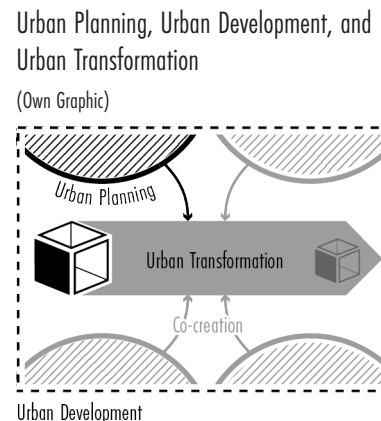 Urban Planning, Urban Development, and
Urban Transformation
(Own Graphic)
Urban Planning
Urban Transformation
Co-creation
Urban Development